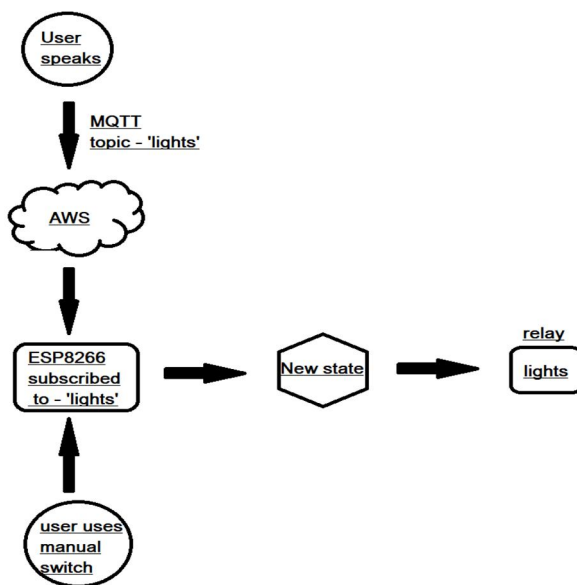 User
speaks
MQTT
topic - 'lights'
AWS
ESP8266
subscribed
to - 'lights'
New state
relay
lights
user uses
manual
switch